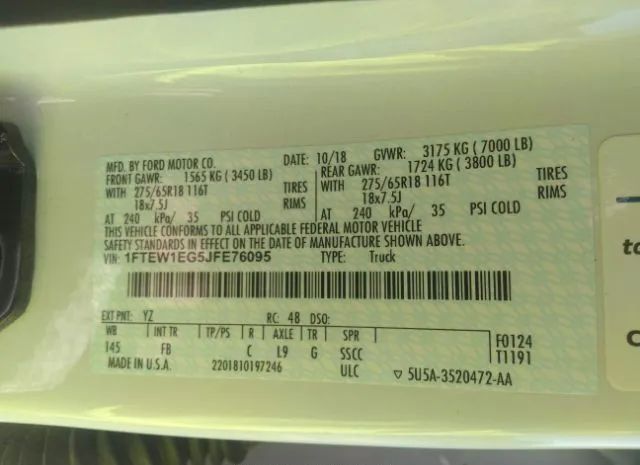 MFD. BY FORD MOTOR CO. DATE: 10/18 GVWR: 3175 KG ( 7000 LB)
FRONT GAWR: 1565 KG ( 3450 LB) REAR GAWR: 1724 KG ( 3800 LB)
WITH 275/65R18 116T TIRES WITH 275/65R18 116T TIRES
18x7.5J RIMS 18x7.5J RIMS
AT 240 kPa/ 35 PSI COLD AT 240 kPa/ 35 PSI COLD
THIS VEHICLE CONFORMS TO ALL APPLICABLE FEDERAL MOTOR VEHICLE
SAFETY STANDARDS IN EFFECT ON THE DATE OF MANUFACTURE SHOWN ABOVE.
1FTEW1EG5JFE76095 TYPE: Truck
EXT PNT: YZ RC: 48 DSO:
WB INT TR TP/PS R AXLE TR SPR F0124
145 FB C L9 G SSCC T1191
MADE IN U.S.A. 2201810197246 ULC ▽ 5U5A-3520472-AA